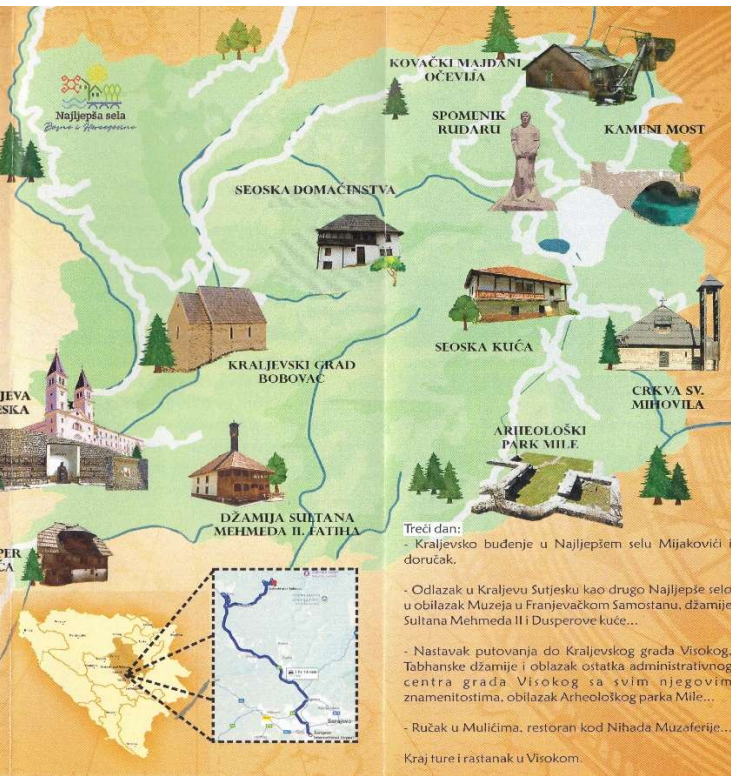 Najljepša sela
Bosne i Hercegovine
KOVAČKI MAJDANI
OČEVIJA
SPOMENIK
RUDARU
KAMENI MOST
SEOSKA DOMAĆINSTVA
KRALJEVSKI GRAD
BOBOVAC
SEOSKA KUĆA
CRKVA SV.
MIHOVILA
JEVA
ESKA
ARHEOLOŠKI
PARK MILE
DŽAMIJA SULTANA
MEHMEDA II. FATIHA
PER
ĆA
Treći dan:
- Kraljevsko buđenje u Najljepšem selu Mijakovići i
doručak.
- Odlazak u Kraljevu Sutjesku kao drugo Najljepše selo
u obilazak Muzeja u Franjevačkom Samostanu, džamije
Sultana Mehmeda II i Dusperove kuće...
- Nastavak putovanja do Kraljevskog grada Visokog,
Tabhanske džamije i oblazak ostatka administrativnog
centra grada Visokog sa svim njegovim
znamenitostima, obilazak Arheološkog parka Mile...
- Ručak u Mulićima, restoran kod Nihada Muzaferije...
Kraj ture i rastanak u Visokom.
Sarajevo